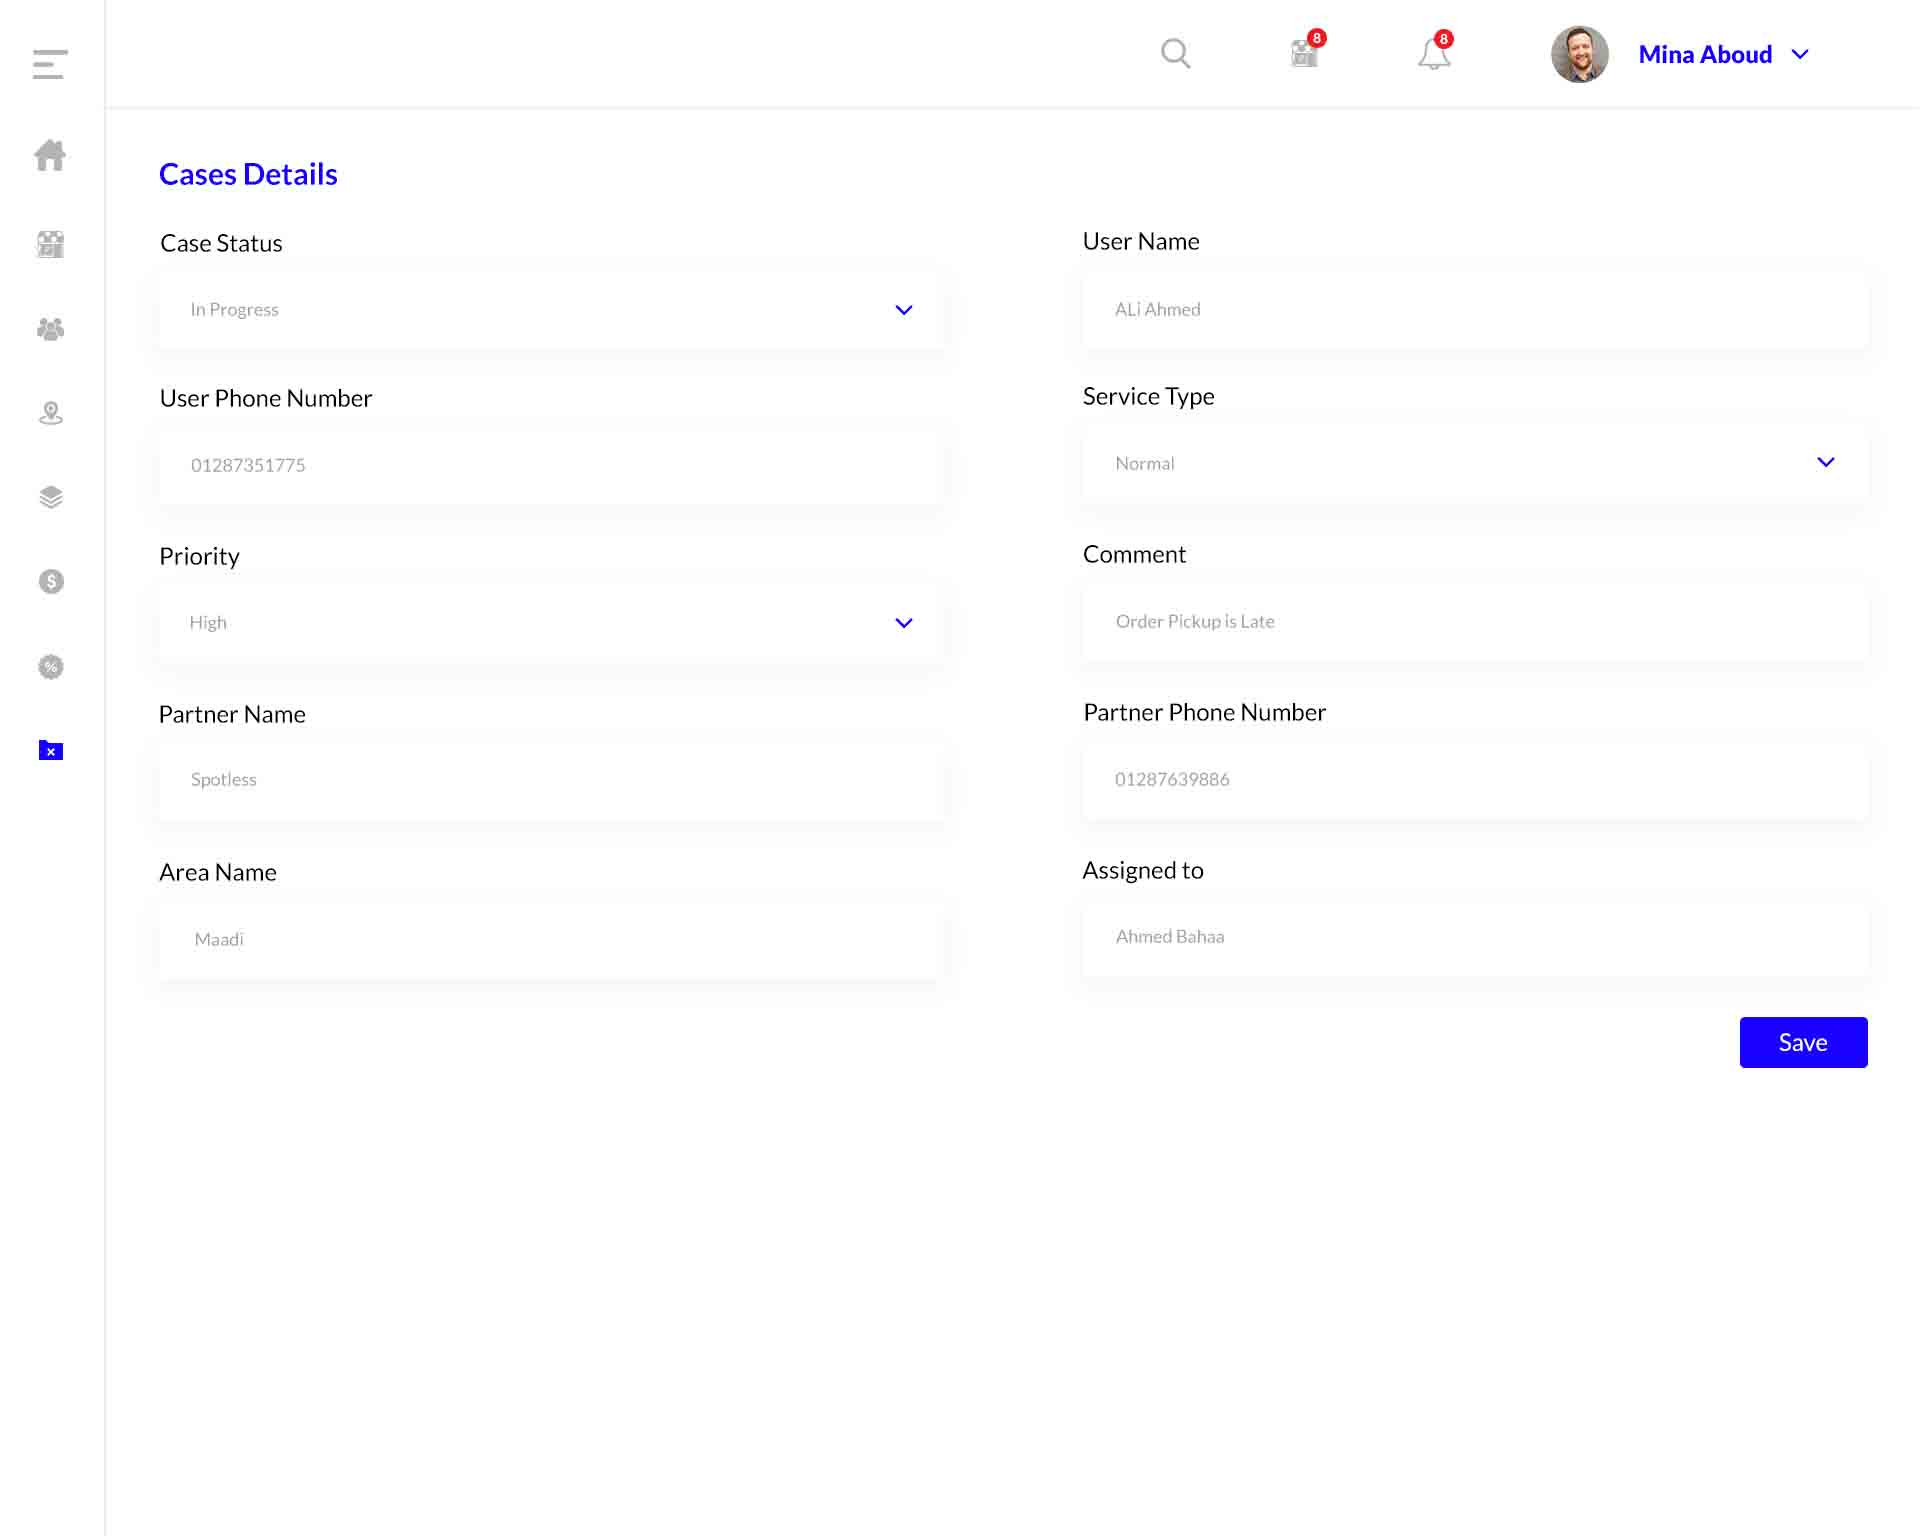 8
8
Mina Aboud
Cases Details
Case Status
User Name
In Progress
ALi Ahmed
User Phone Number
Service Type
01287351775
Normal
Priority
Comment
High
Order Pickup is Late
Partner Name
Partner Phone Number
Spotless
01287639886
Area Name
Assigned to
Maadi
Ahmed Bahaa
Save